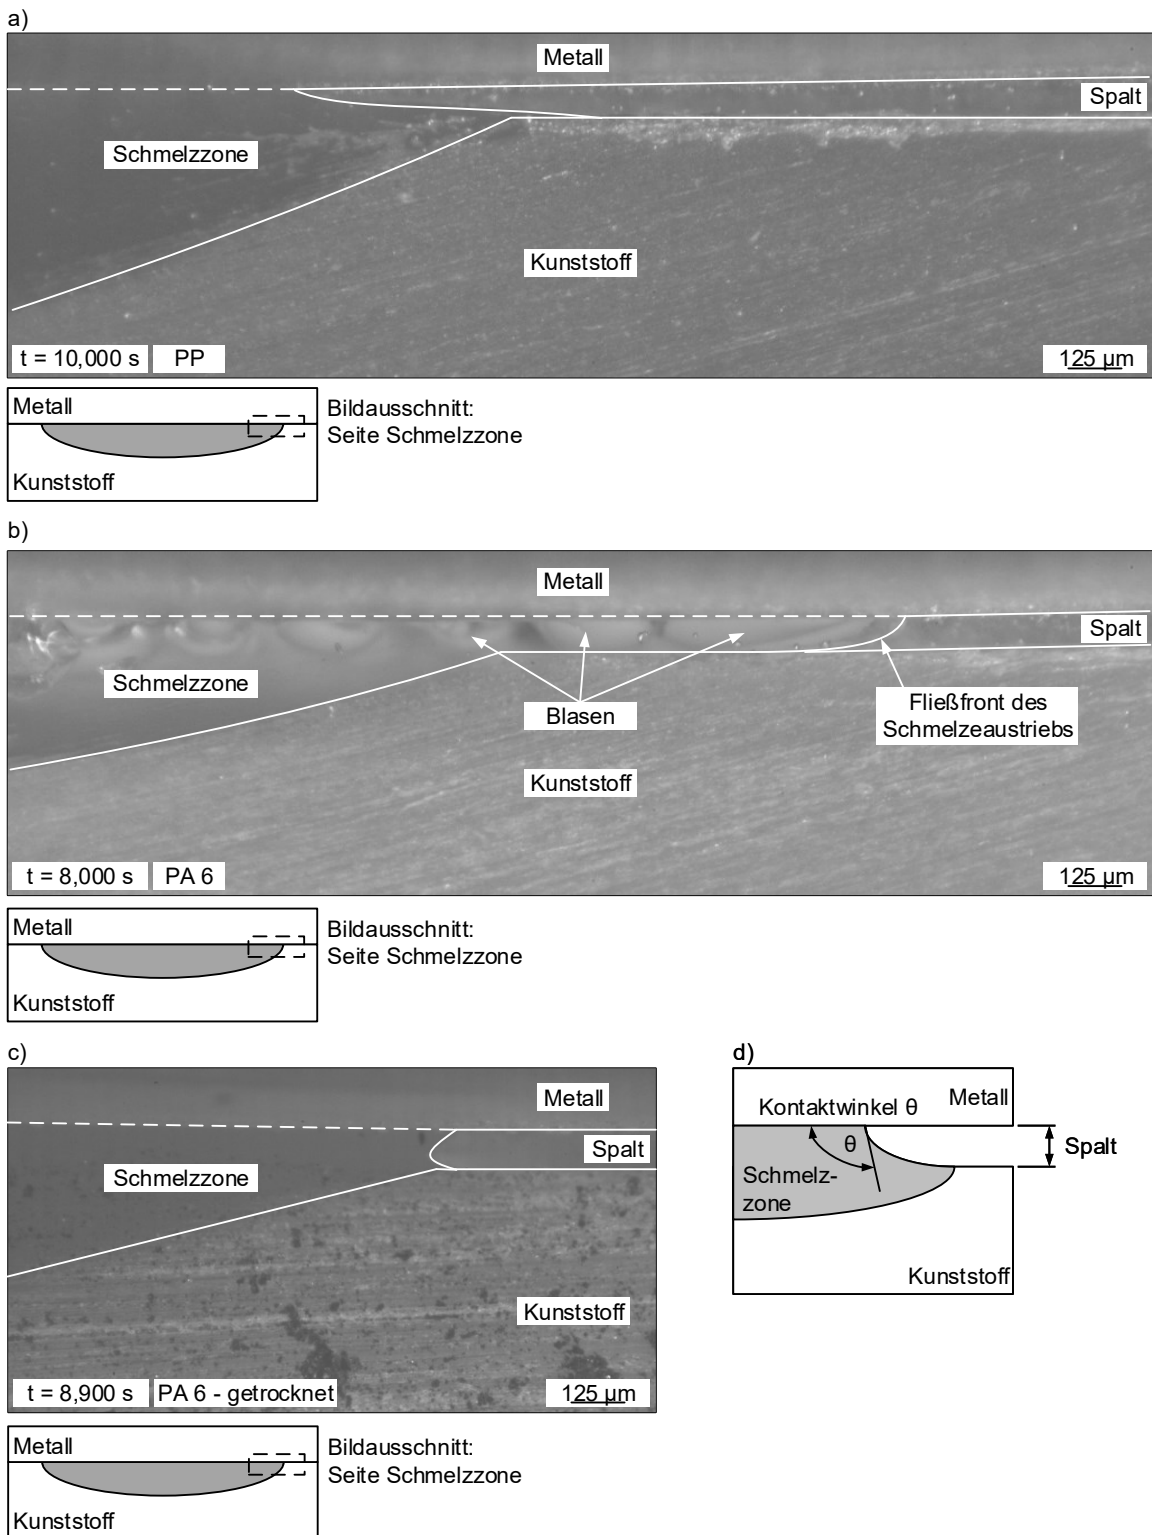 a)
Metall
Spalt
Schmelzzone
Kunststoff
t = 10,000 s
PP
125 µm
Metall
Bildausschnitt:
Seite Schmelzzone
Kunststoff
b)
Metall
Spalt
Schmelzzone
Blasen
Fließfront des
Schmelzeaustriebs
Kunststoff
t = 8,000 s
PA 6
125 µm
Metall
Bildausschnitt:
Seite Schmelzzone
Kunststoff
c)
Metall
Spalt
Schmelzzone
Kunststoff
t = 8,900 s
PA 6 - getrocknet
125 µm
Metall
Bildausschnitt:
Seite Schmelzzone
Kunststoff
d)
Metall
Kontaktwinkel θ
θ
Spalt
Schmelz-
zone
Kunststoff